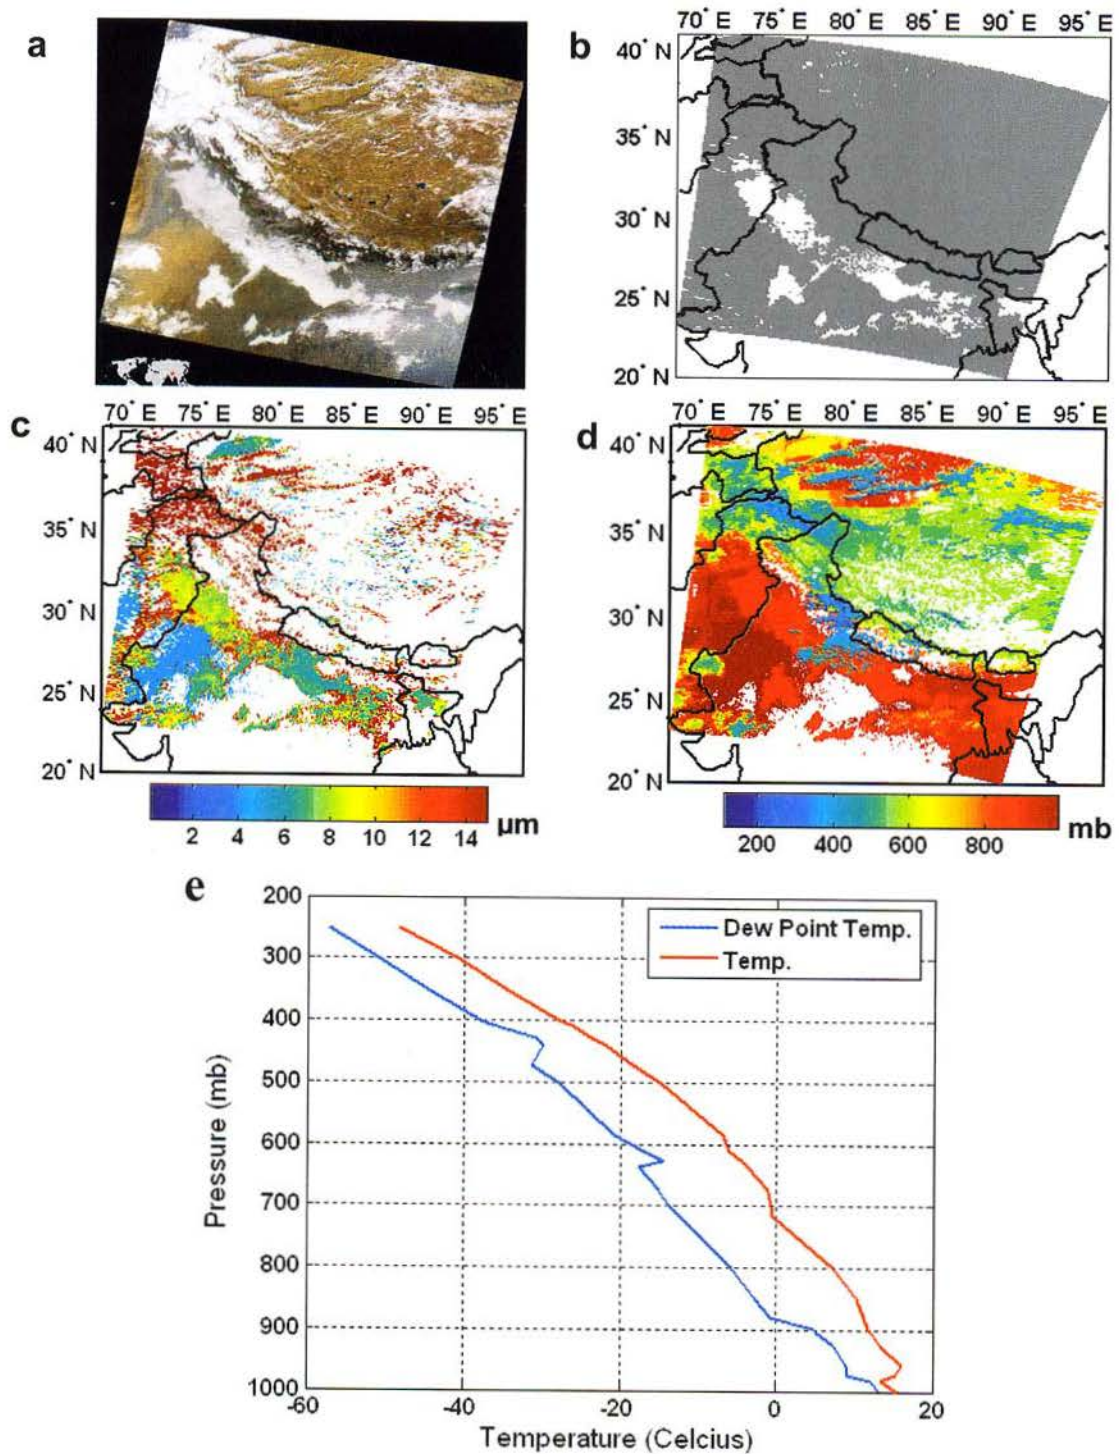 a
b
70° E 75° E 80° E 85° E 90° E 95° E
40° N
35° N
30° N
25° N
20° N
c
70° E 75° E 80° E 85° E 90° E 95° E
40° N
35° N
30° N
25° N
20° N
2 4 6 8 10 12 14 µm
d
70° E 75° E 80° E 85° E 90° E 95° E
40° N
35° N
30° N
25° N
20° N
200 400 600 800 mb
e
200
300
400
500
600
700
800
900
1000
Pressure (mb)
Dew Point Temp.
Temp.
-60 -40 -20 0 20
Temperature (Celcius)